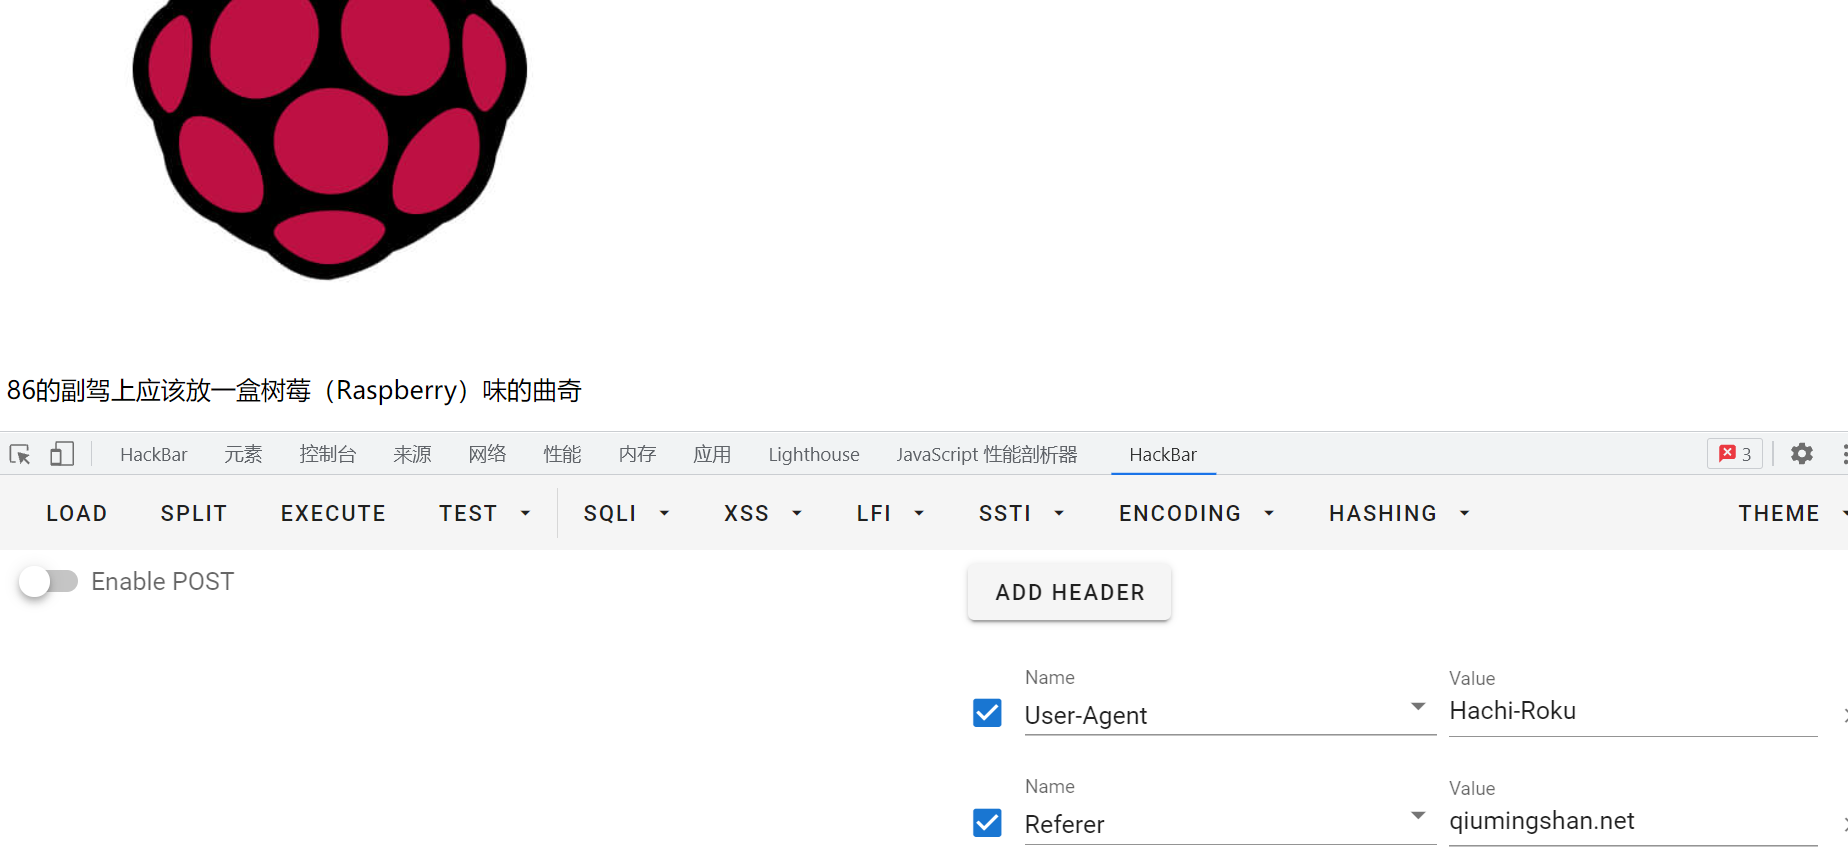 86的副驾上应该放一盒树莓（Raspberry）味的曲奇
HackBar 元素 控制台 来源 网络 性能 内存 应用 Lighthouse JavaScript 性能剖析器 HackBar 3
LOAD SPLIT EXECUTE TEST SQLI XSS LFI SSTI ENCODING HASHING THEME
Enable POST
ADD HEADER
Name Value
User-Agent Hachi-Roku
Name Value
Referer qiumingshan.net